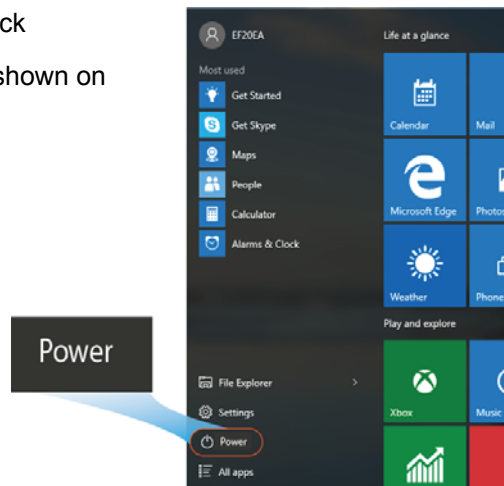 ck
shown on
EF20EA
Most used
Get Started
Get Skype
Maps
People
Calculator
Alarms & Clock
File Explorer
Settings
Power
All apps
Power
Life at a glance
Calendar
Mail
Microsoft Edge
Photos
Weather
Phone
Play and explore
Xbox
Music